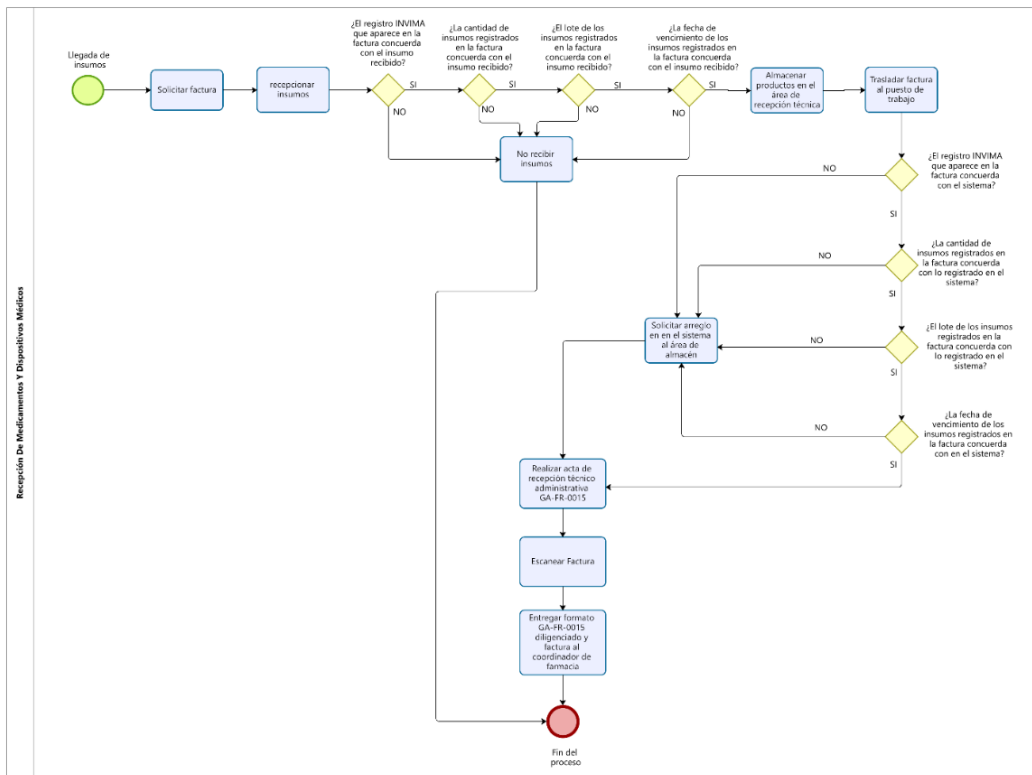 Recepción De Medicamentos Y Dispositivos Médicos
Llegada de
insumos
Solicitar factura
recepcionar
insumos
¿El registro INVIMA
que aparece en la
factura concuerda
con el insumo
recibido?
SI
NO
¿La cantidad de
insumos registrados
en la factura
concuerda con el
insumo recibido?
SI
NO
¿El lote de los
insumos registrados
en la factura
concuerda con el
insumo recibido?
SI
NO
¿La fecha de
vencimiento de los
insumos registrados en
la factura concuerda
con el insumo recibido?
SI
NO
No recibir
insumos
Almacenar
productos en el
área de
recepción técnica
Trasladar factura
al puesto de
trabajo
¿El registro INVIMA
que aparece en la
factura concuerda
con el sistema?
NO
SI
¿La cantidad de
insumos registrados en
la factura concuerda
con lo registrado en el
sistema?
NO
SI
¿El lote de los insumos
registrados en la
factura concuerda con
lo registrado en el
sistema?
NO
SI
¿La fecha de
vencimiento de los
insumos registrados en
la factura concuerda
con en el sistema?
NO
SI
Solicitar arreglo
en en el sistema
al área de
almacén
Realizar acta de
recepción técnico
administrativa
GA-FR-0015
Escanear Factura
Entregar formato
GA-FR-0015
diligenciado y
factura al
coordinador de
farmacia
Fin del
proceso